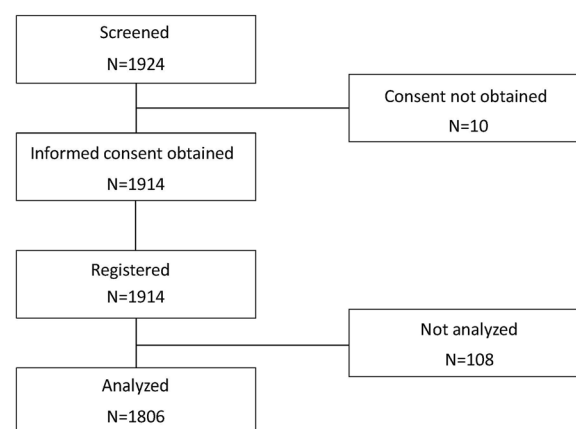 Screened
N=1924
Consent not obtained
N=10
Informed consent obtained
N=1914
Registered
N=1914
Not analyzed
N=108
Analyzed
N=1806